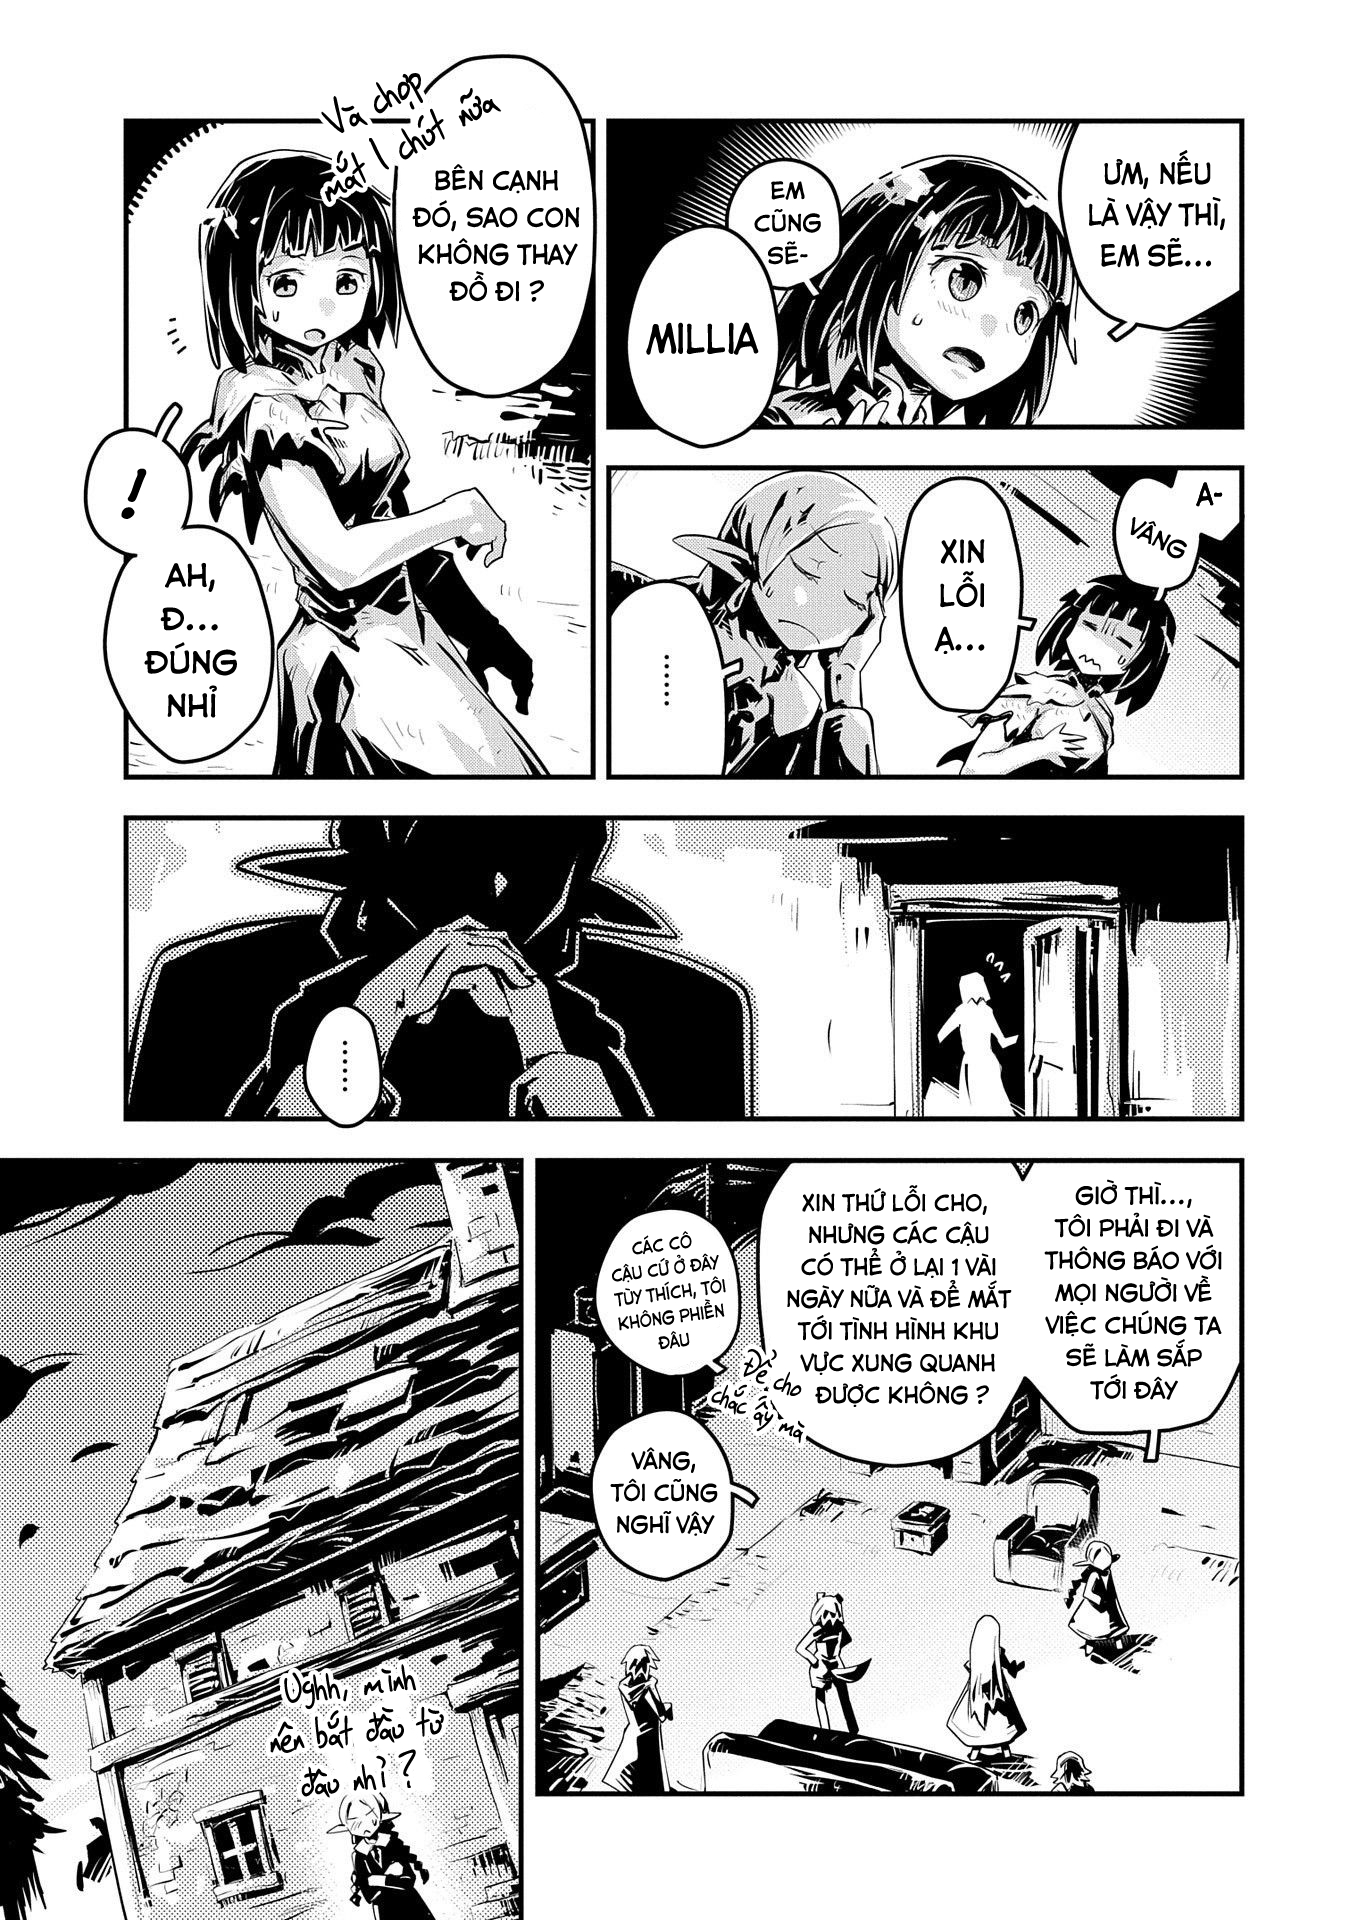 ƯM, NẾU
LÀ VẬY THÌ,
EM SẼ...
EM
CŨNG
SẼ-
MILLIA
A-
VÂNG
XIN
LỖI
Ạ...
.......
BÊN CẠNH
ĐÓ, SAO CON
KHÔNG THAY
ĐỒ ĐI ?
Và chợp
mắt 1 chút nữa
!
AH,
Đ...
ĐÚNG
NHỈ
.......
GIỜ THÌ...,
TÔI PHẢI ĐI VÀ
THÔNG BÁO VỚI
MỌI NGƯỜI VỀ
VIỆC CHÚNG TA
SẼ LÀM SẮP
TỚI ĐÂY
XIN THỨ LỖI CHO,
NHƯNG CÁC CẬU
CÓ THỂ Ở LẠI 1 VÀI
NGÀY NỮA VÀ ĐỂ MẮT
TỚI TÌNH HÌNH KHU
VỰC XUNG QUANH
ĐƯỢC KHÔNG ?
Để cho
chắc ấy mà
CÁC CÔ
CẬU CỨ Ở ĐÂY
TÙY THÍCH, TÔI
KHÔNG PHIỀN
ĐÂU
VÂNG,
TÔI CŨNG
NGHĨ VẬY
Ughh, mình
nên bắt đầu từ
đâu nhỉ ?